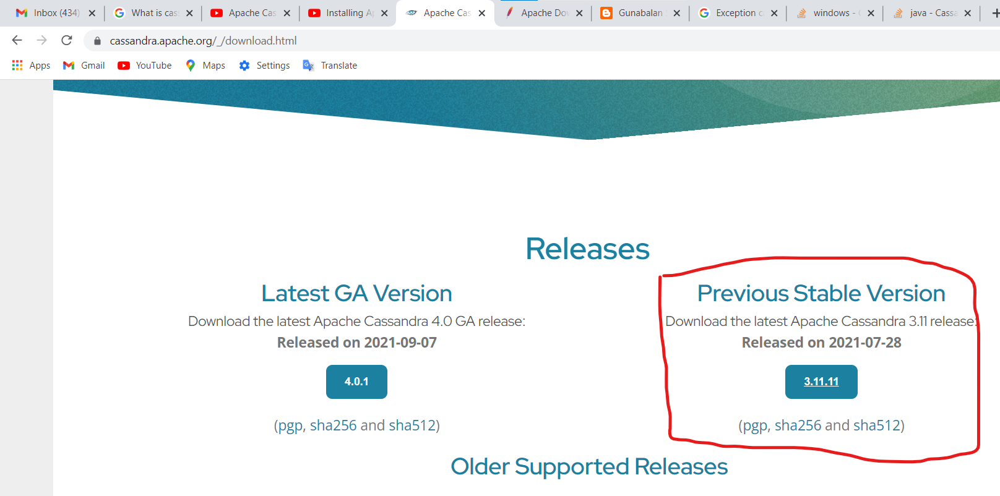 Inbox (434) What is cas Apache Cas Installing A Apache Cas Apache Dov Gunabalan Exception c windows - java - Cassa
cassandra.apache.org/_/download.html
Apps Gmail YouTube Maps Settings Translate
Releases
Latest GA Version
Download the latest Apache Cassandra 4.0 GA release:
Released on 2021-09-07
4.0.1
(pgp, sha256 and sha512)
Previous Stable Version
Download the latest Apache Cassandra 3.11 release:
Released on 2021-07-28
3.11.11
(pgp, sha256 and sha512)
Older Supported Releases